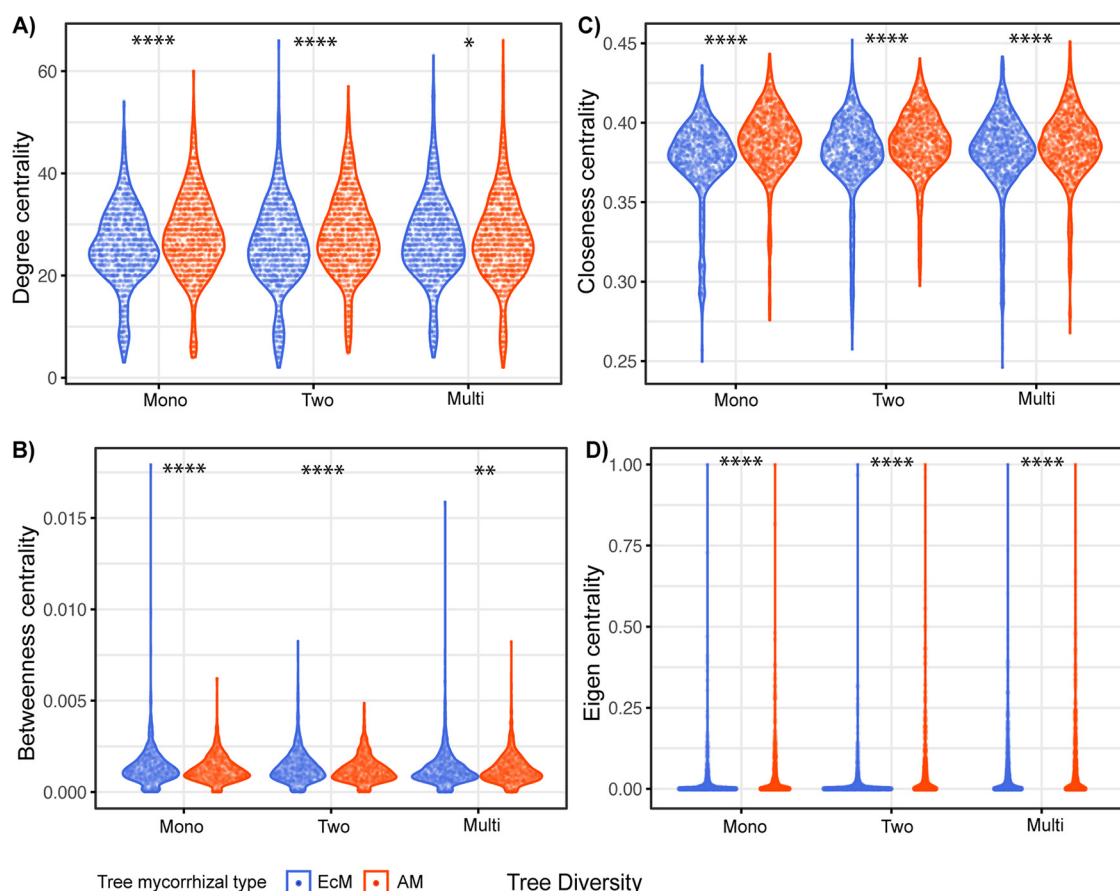 A)
**** **** *
Degree centrality
60
40
20
0
Mono Two Multi
C)
**** **** ****
Closeness centrality
0.45
0.40
0.35
0.30
0.25
Mono Two Multi
B)
**** **** **
Betweenness centrality
0.015
0.010
0.005
0.000
Mono Two Multi
D)
**** **** ****
Eigen centrality
1.00
0.75
0.50
0.25
0.00
Mono Two Multi
Tree mycorrhizal type EcM AM Tree Diversity